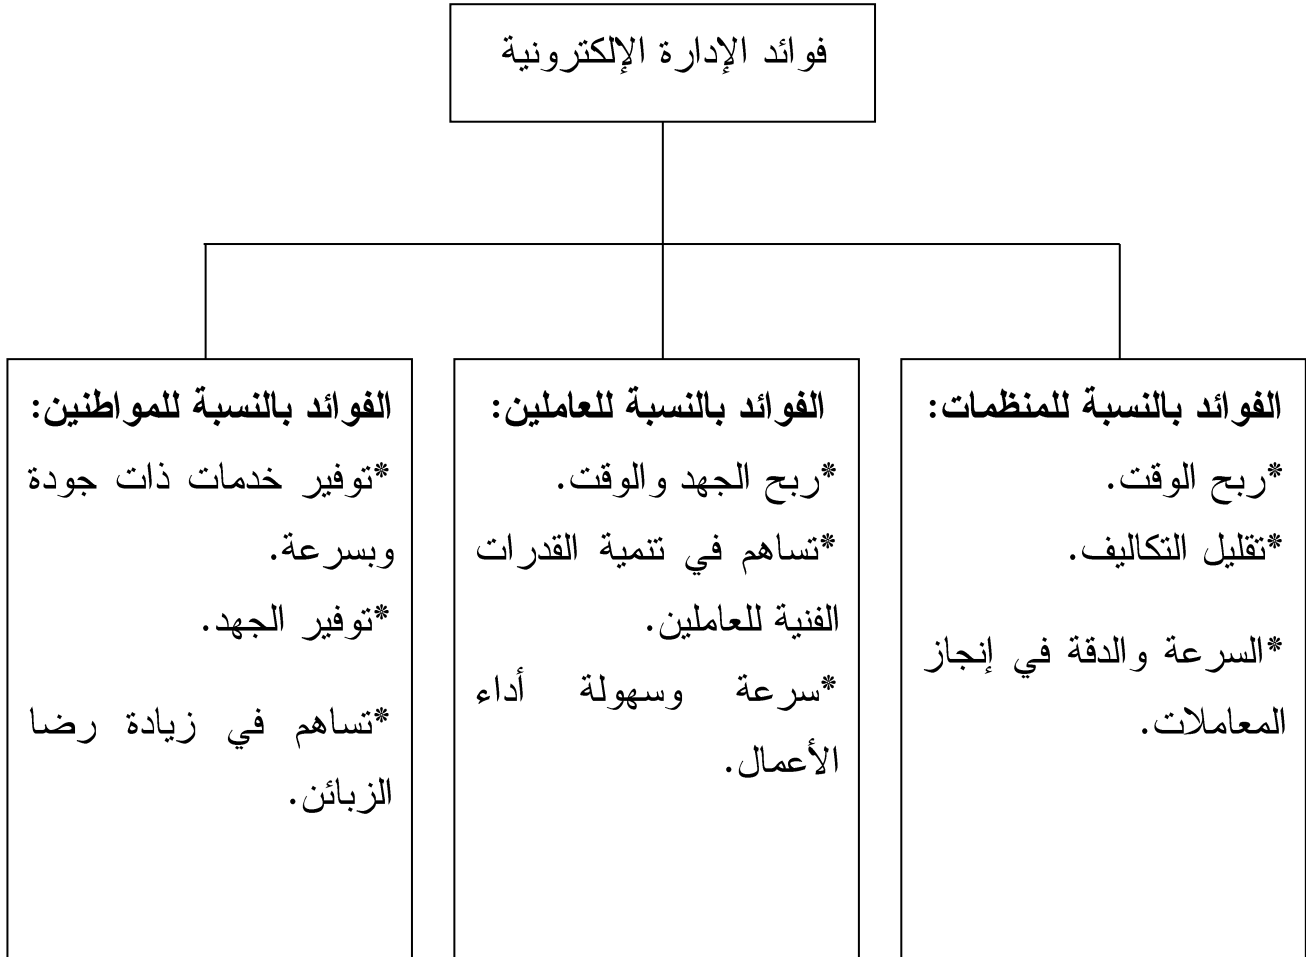 فوائد الإدارة الإلكترونية
الفوائد بالنسبة للمنظمات:
*ربح الوقت.
*تقليل التكاليف.
*السرعة والدقة في إنجاز
المعاملات.
الفوائد بالنسبة للعاملين:
*ربح الجهد والوقت.
*تساهم في تنمية القدرات
الفنية للعاملين.
*سرعة وسهولة أداء
الأعمال.
الفوائد بالنسبة للمواطنين:
*توفير خدمات ذات جودة
وبسرعة.
*توفير الجهد.
*تساهم في زيادة رضا
الزبائن.